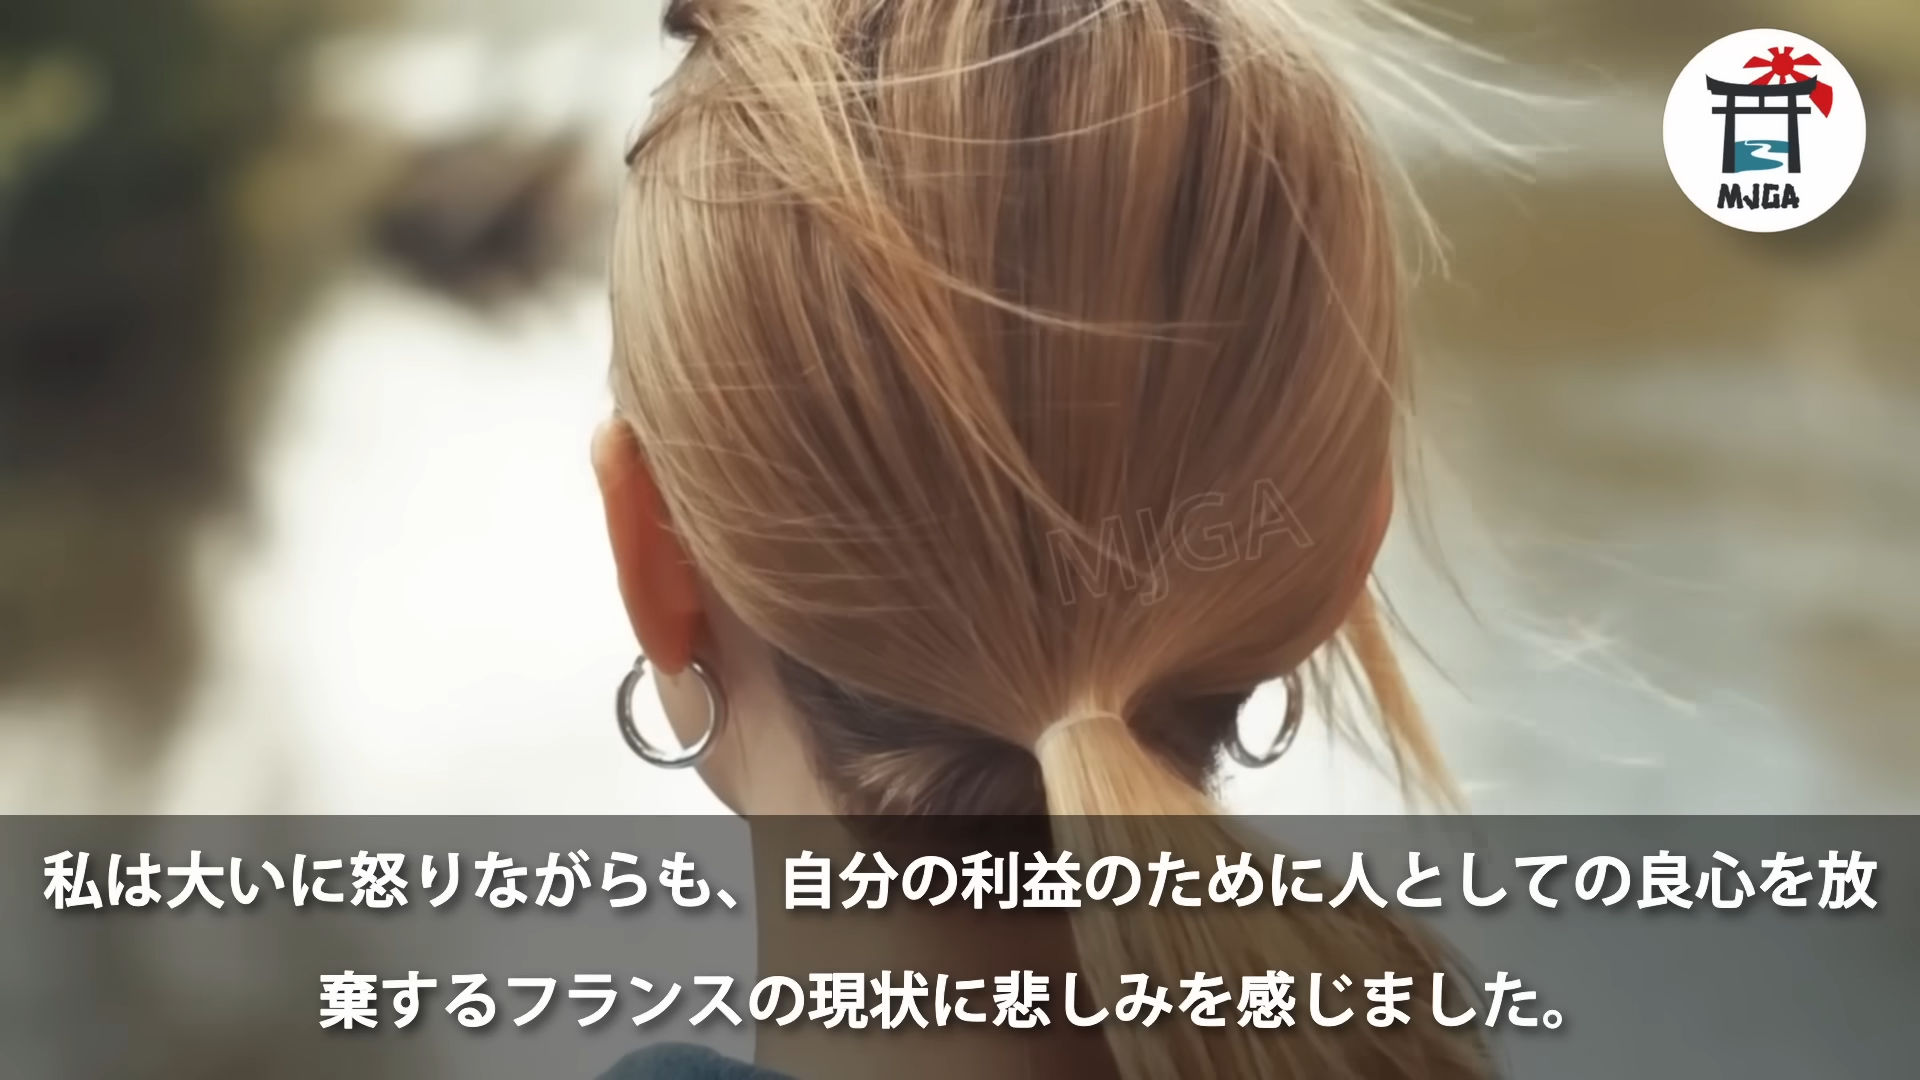 MJGA
MJGA
私は大いに怒りながらも、自分の利益のために人としての良心を放
棄するフランスの現状に悲しみを感じました。